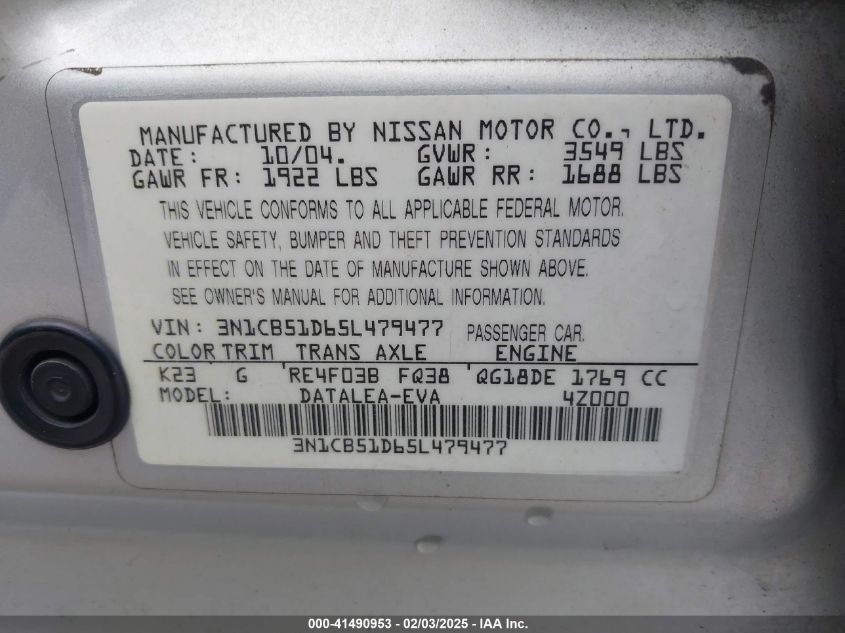 MANUFACTURED BY NISSAN MOTOR CO., LTD.
DATE: 10/04. GVWR: 3549 LBS
GAWR FR: 1922 LBS GAWR RR: 1688 LBS
THIS VEHICLE CONFORMS TO ALL APPLICABLE FEDERAL MOTOR.
VEHICLE SAFETY, BUMPER AND THEFT PREVENTION STANDARDS
IN EFFECT ON THE DATE OF MANUFACTURE SHOWN ABOVE.
SEE OWNER'S MANUAL FOR ADDITIONAL INFORMATION.
VIN: 3N1CB51D65L479477 PASSENGER CAR.
COLOR TRIM TRANS AXLE ENGINE
K23 G RE4F03B FQ38 QG18DE 1769 CC
MODEL: DATALEA-EVA 4Z000
3N1CB51D65L479477
000-41490953 - 02/03/2025 - IAA Inc.